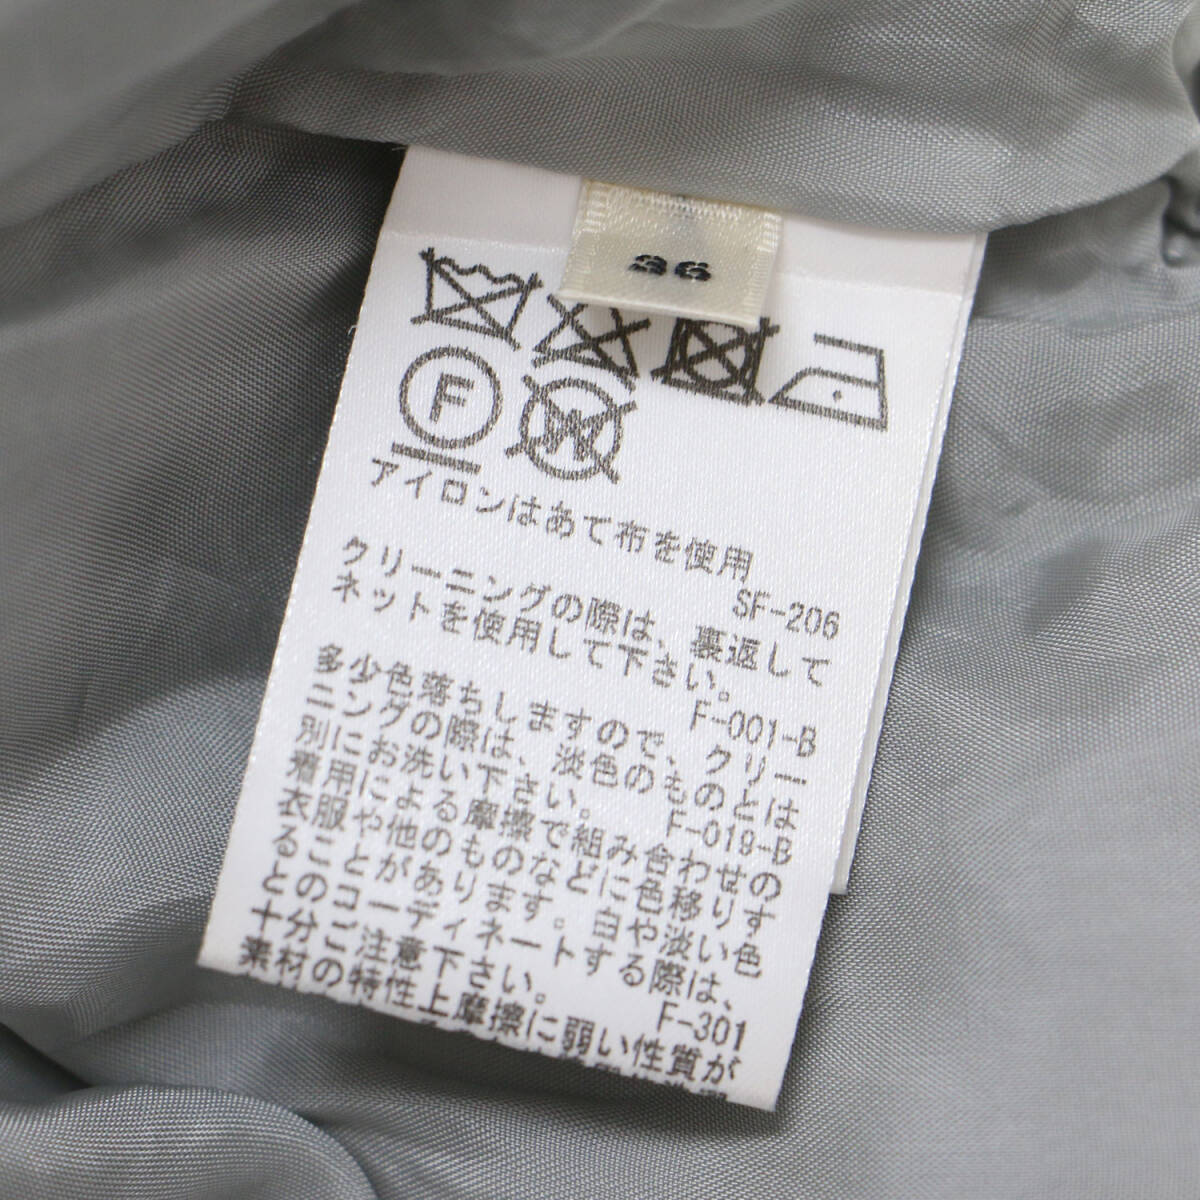 36
F
W
アイロンはあて布を使用
SF-206
クリーニングの際は、裏返して
ネットを使用して下さい。
F-001-B
多少色落ちしますので、クリー
ニングの際は、淡色のものとは
別にお洗い下さい。
F-019-B
着用による摩擦で組み合わせの
衣服や他のものなどに色移りす
ることがあります。白や淡い色
とのコーディネートする際は、
十分ご注意下さい。
F-301
素材の特性上摩擦に弱い性質が